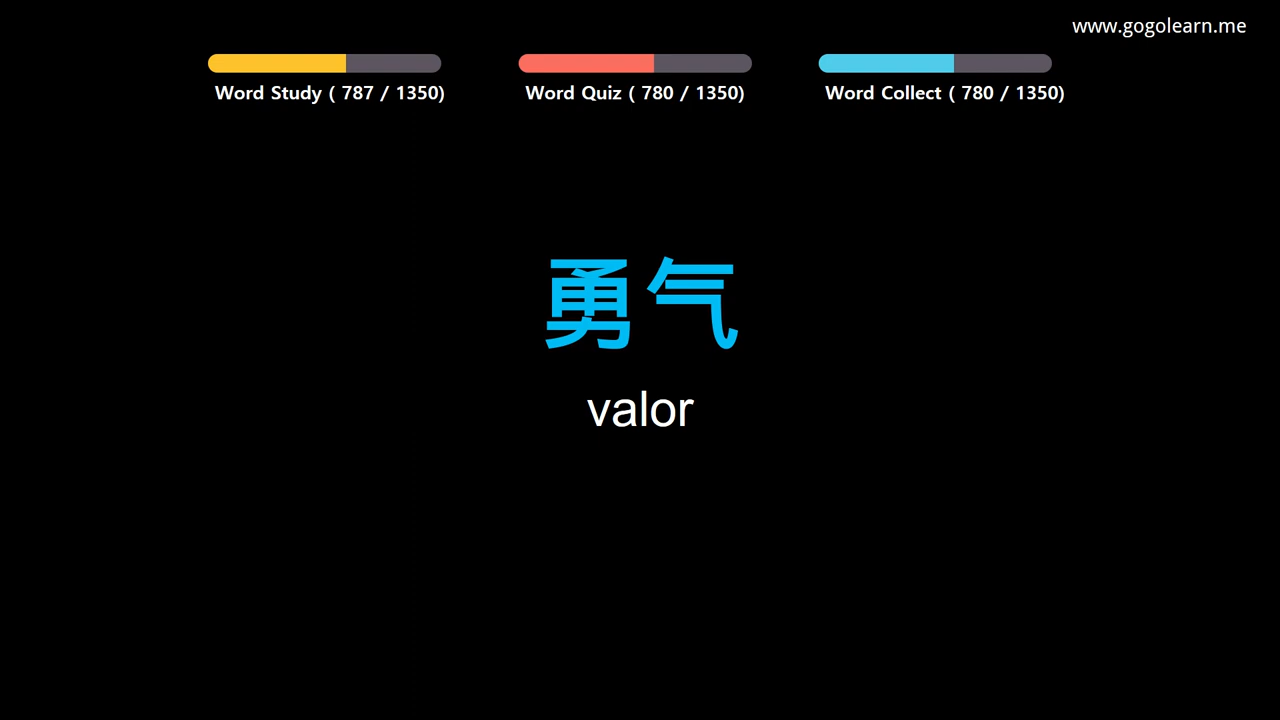 www.gogolearn.me
Word Study ( 787 / 1350)
Word Quiz ( 780 / 1350)
Word Collect ( 780 / 1350)
勇气
valor